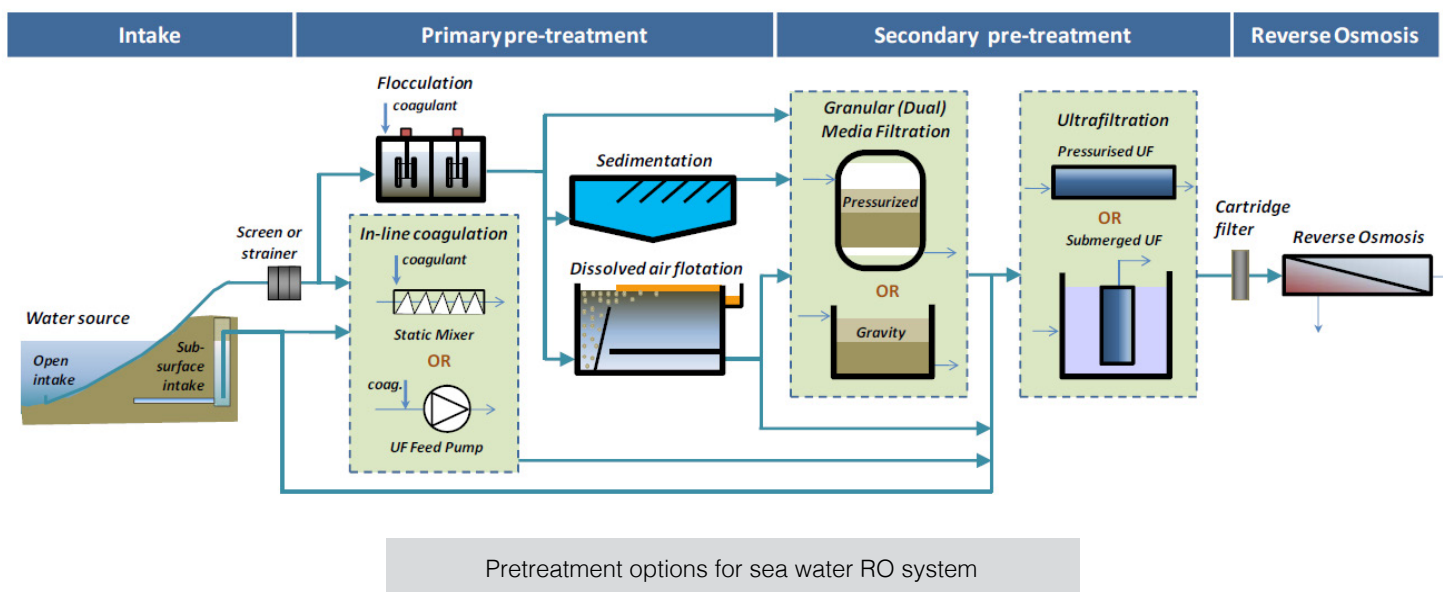 Intake
Primary pre-treatment
Secondary pre-treatment
Reverse Osmosis
Flocculation
coagulant
Screen or
strainer
Water source
Open
intake
Sub-
surface
intake
In-line coagulation
coagulant
Static Mixer
OR
coag.
UF Feed Pump
Sedimentation
Dissolved air flotation
Granular (Dual)
Media Filtration
Pressurized
OR
Gravity
Ultrafiltration
Pressurised UF
OR
Submerged UF
Cartridge
filter
Reverse Osmosis
Pretreatment options for sea water RO system